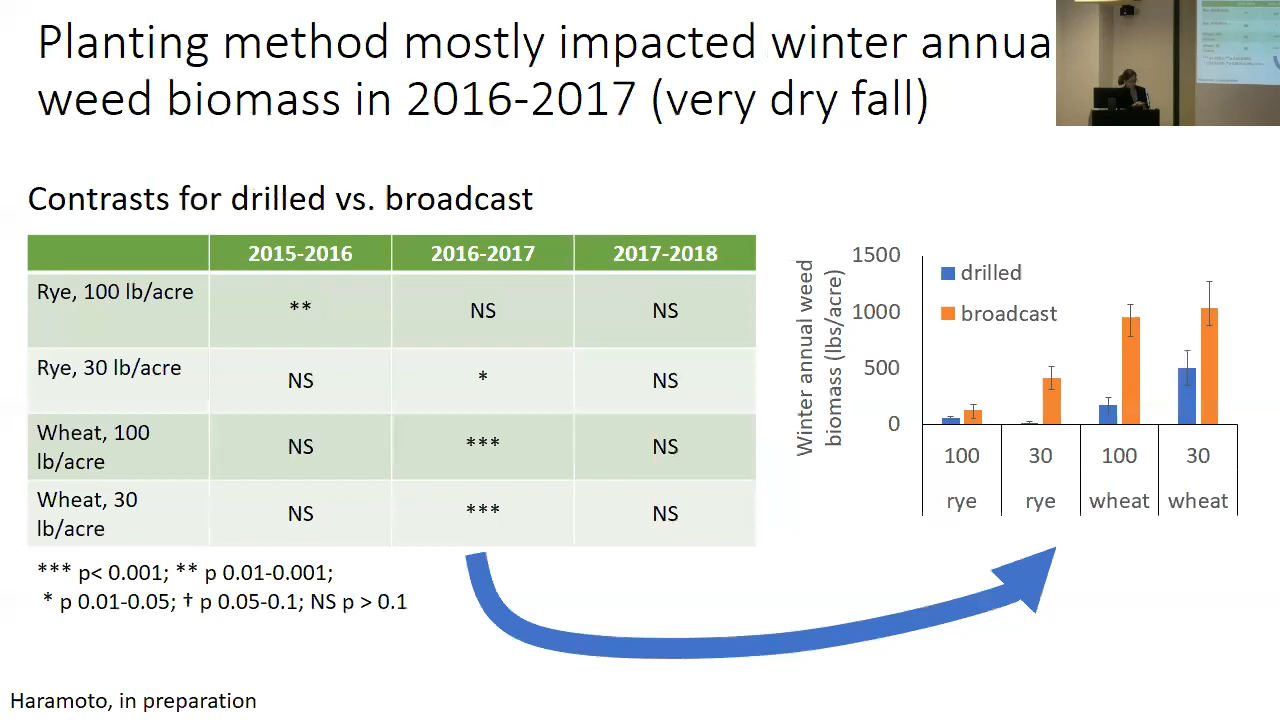 Planting method mostly impacted winter annua
weed biomass in 2016-2017 (very dry fall)
Contrasts for drilled vs. broadcast
2015-2016 2016-2017 2017-2018
Rye, 100 lb/acre ** NS NS
Rye, 30 lb/acre NS * NS
Wheat, 100
lb/acre NS *** NS
Wheat, 30
lb/acre NS *** NS
*** p< 0.001; ** p 0.01-0.001;
* p 0.01-0.05; † p 0.05-0.1; NS p > 0.1
Winter annual weed
biomass (lbs/acre)
1500
1000
500
0
drilled
broadcast
100 30 100 30
rye rye wheat wheat
Haramoto, in preparation